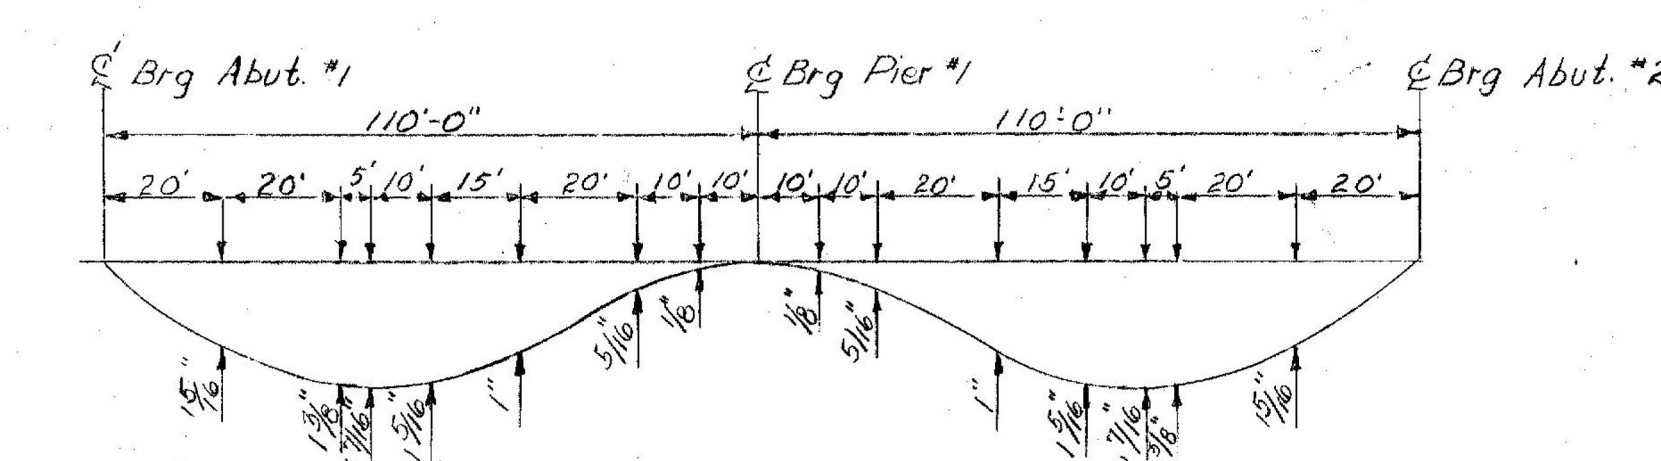 ℄ Brg Abut. #1
℄ Brg Pier #1
℄ Brg Abut. #2
110'-0"
110'-0"
20' 20' 5' 10' 15' 20' 10' 10' 10' 10' 20' 15' 10' 5' 20' 20'
15/16" 1 3/8" 1 7/16" 1 5/16" 1" 5/16" 1/8" 1/8" 5/16" 1" 1 5/16" 1 7/16" 3/8" 15/16"